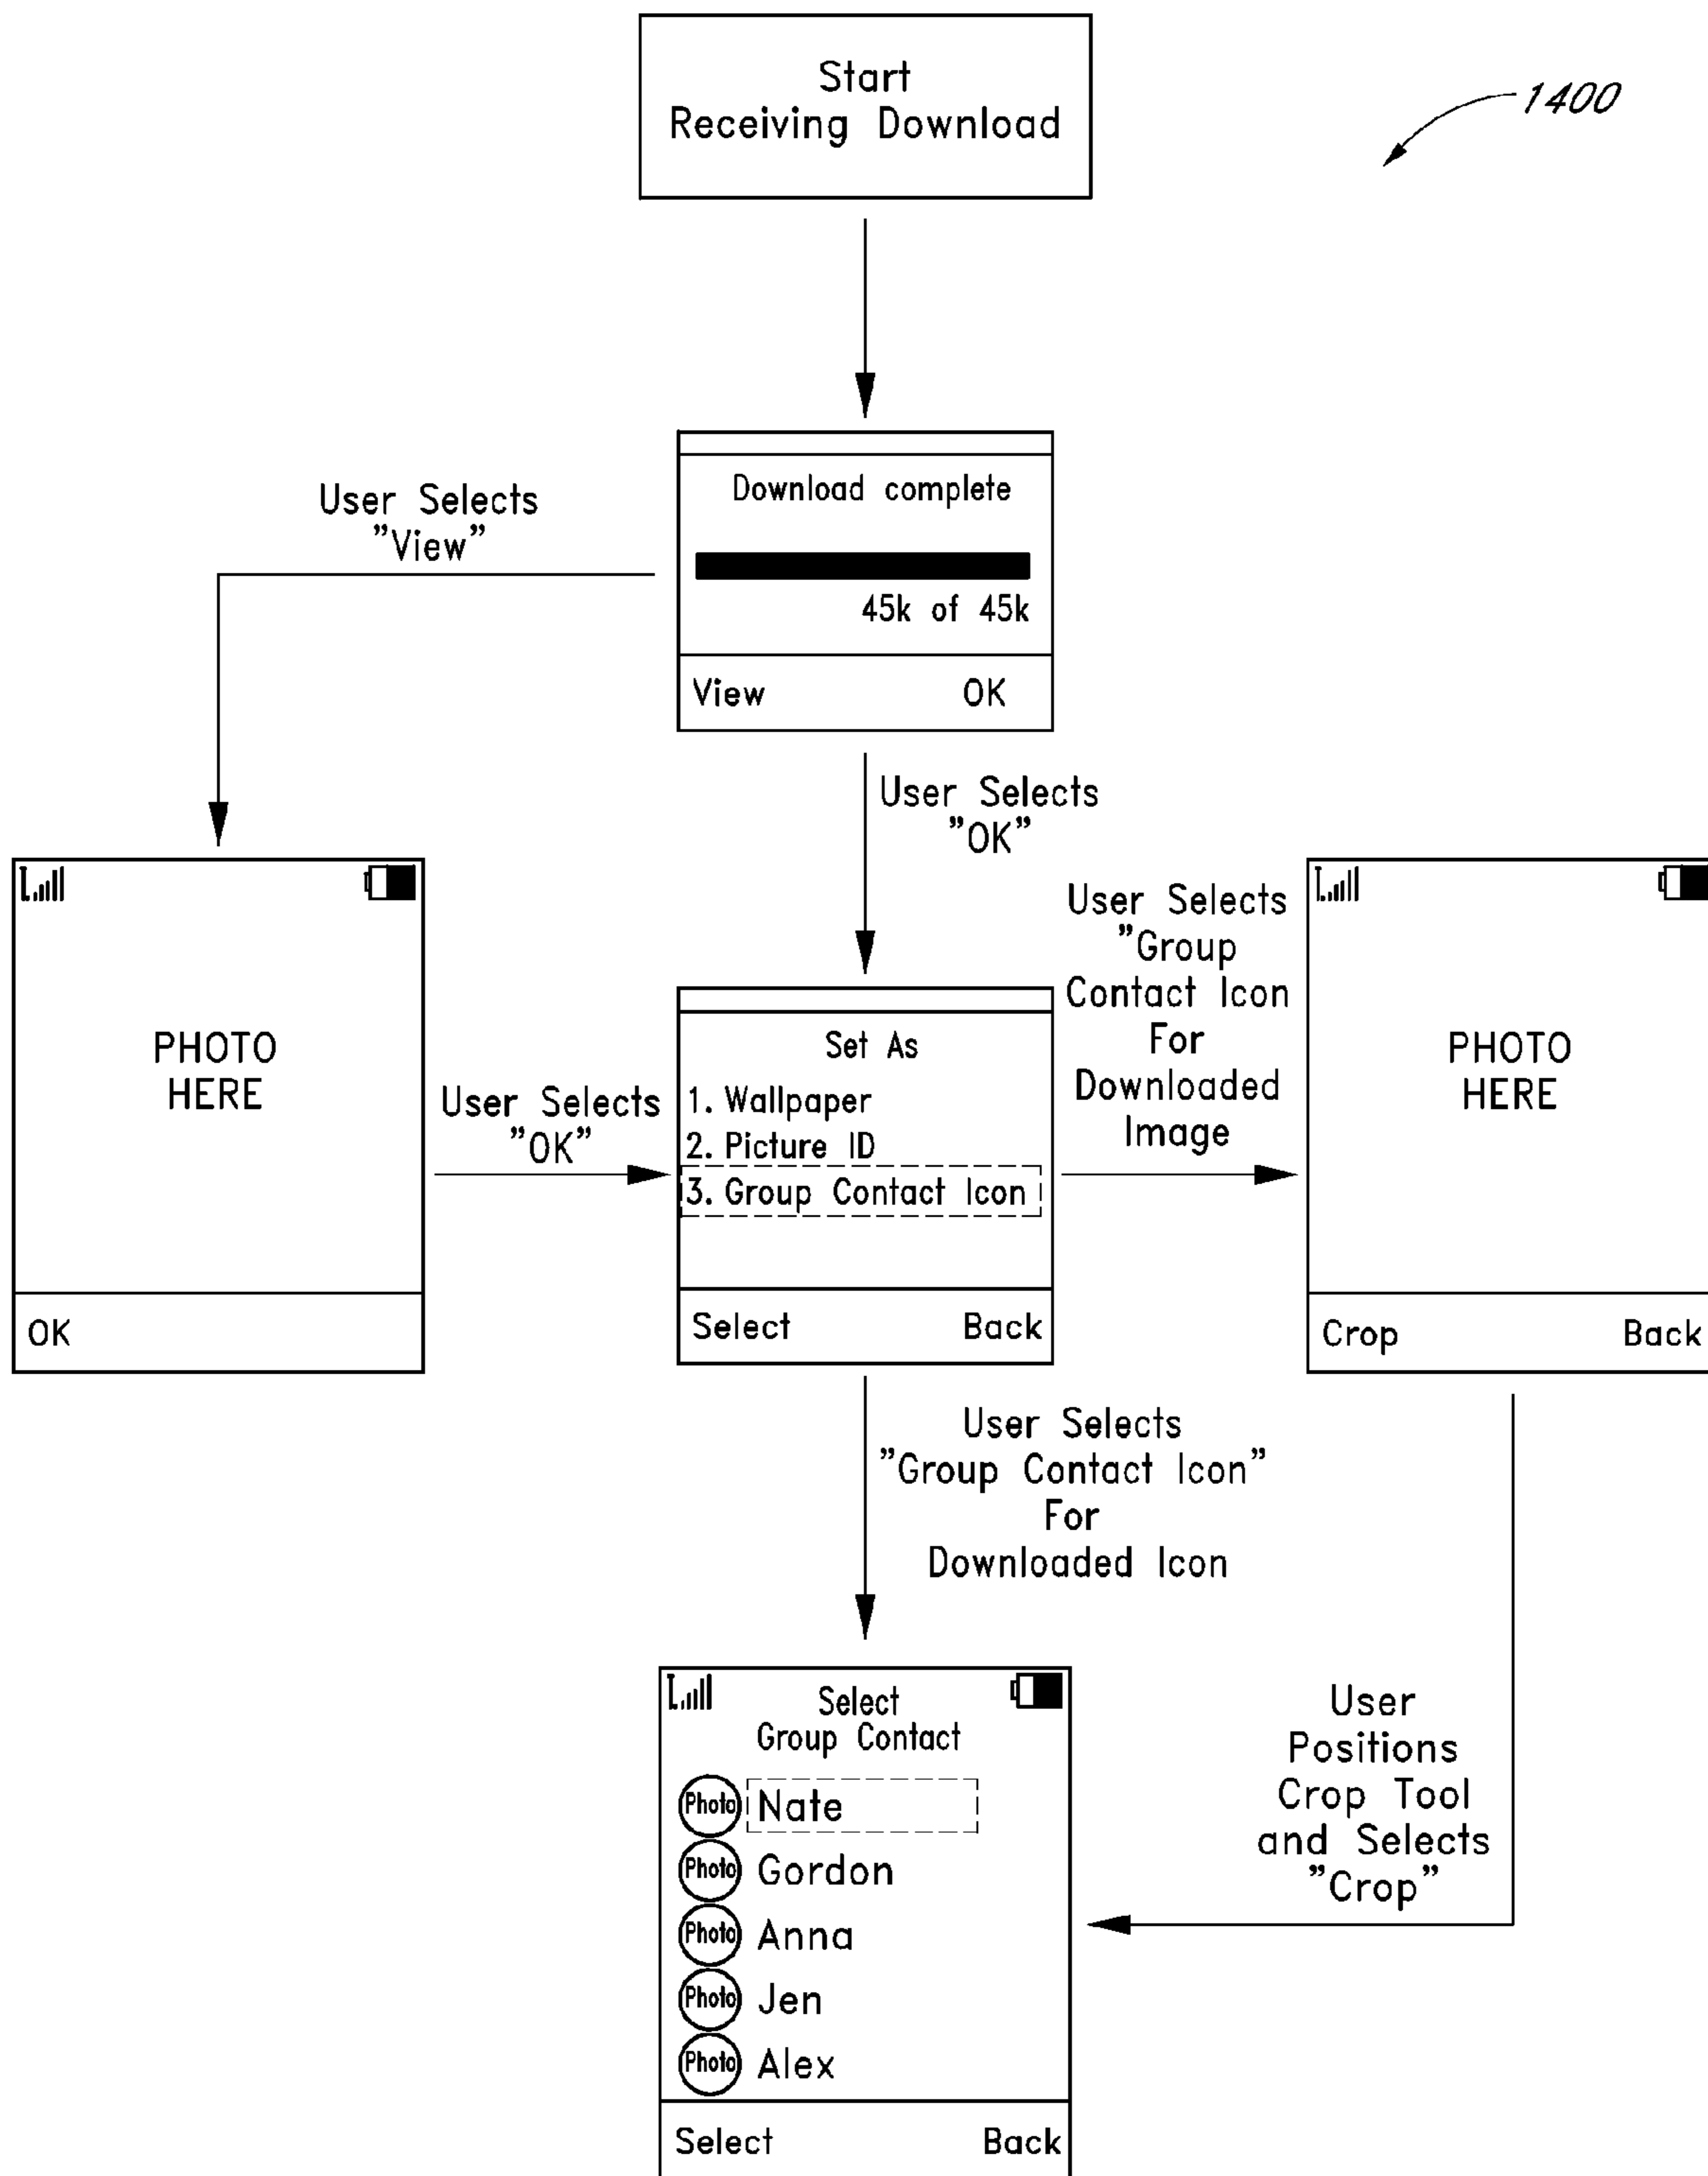 Start
Receiving Download
1400
Download complete
45k of 45k
View OK
User Selects
"View"
User Selects
"OK"
PHOTO
HERE
OK
User Selects
"OK"
Set As
1. Wallpaper
2. Picture ID
3. Group Contact Icon
Select Back
User Selects
"Group
Contact Icon
For
Downloaded
Image
PHOTO
HERE
Crop Back
User Selects
"Group Contact Icon"
For
Downloaded Icon
User
Positions
Crop Tool
and Selects
"Crop"
Select
Group Contact
Photo Nate
Photo Gordon
Photo Anna
Photo Jen
Photo Alex
Select Back